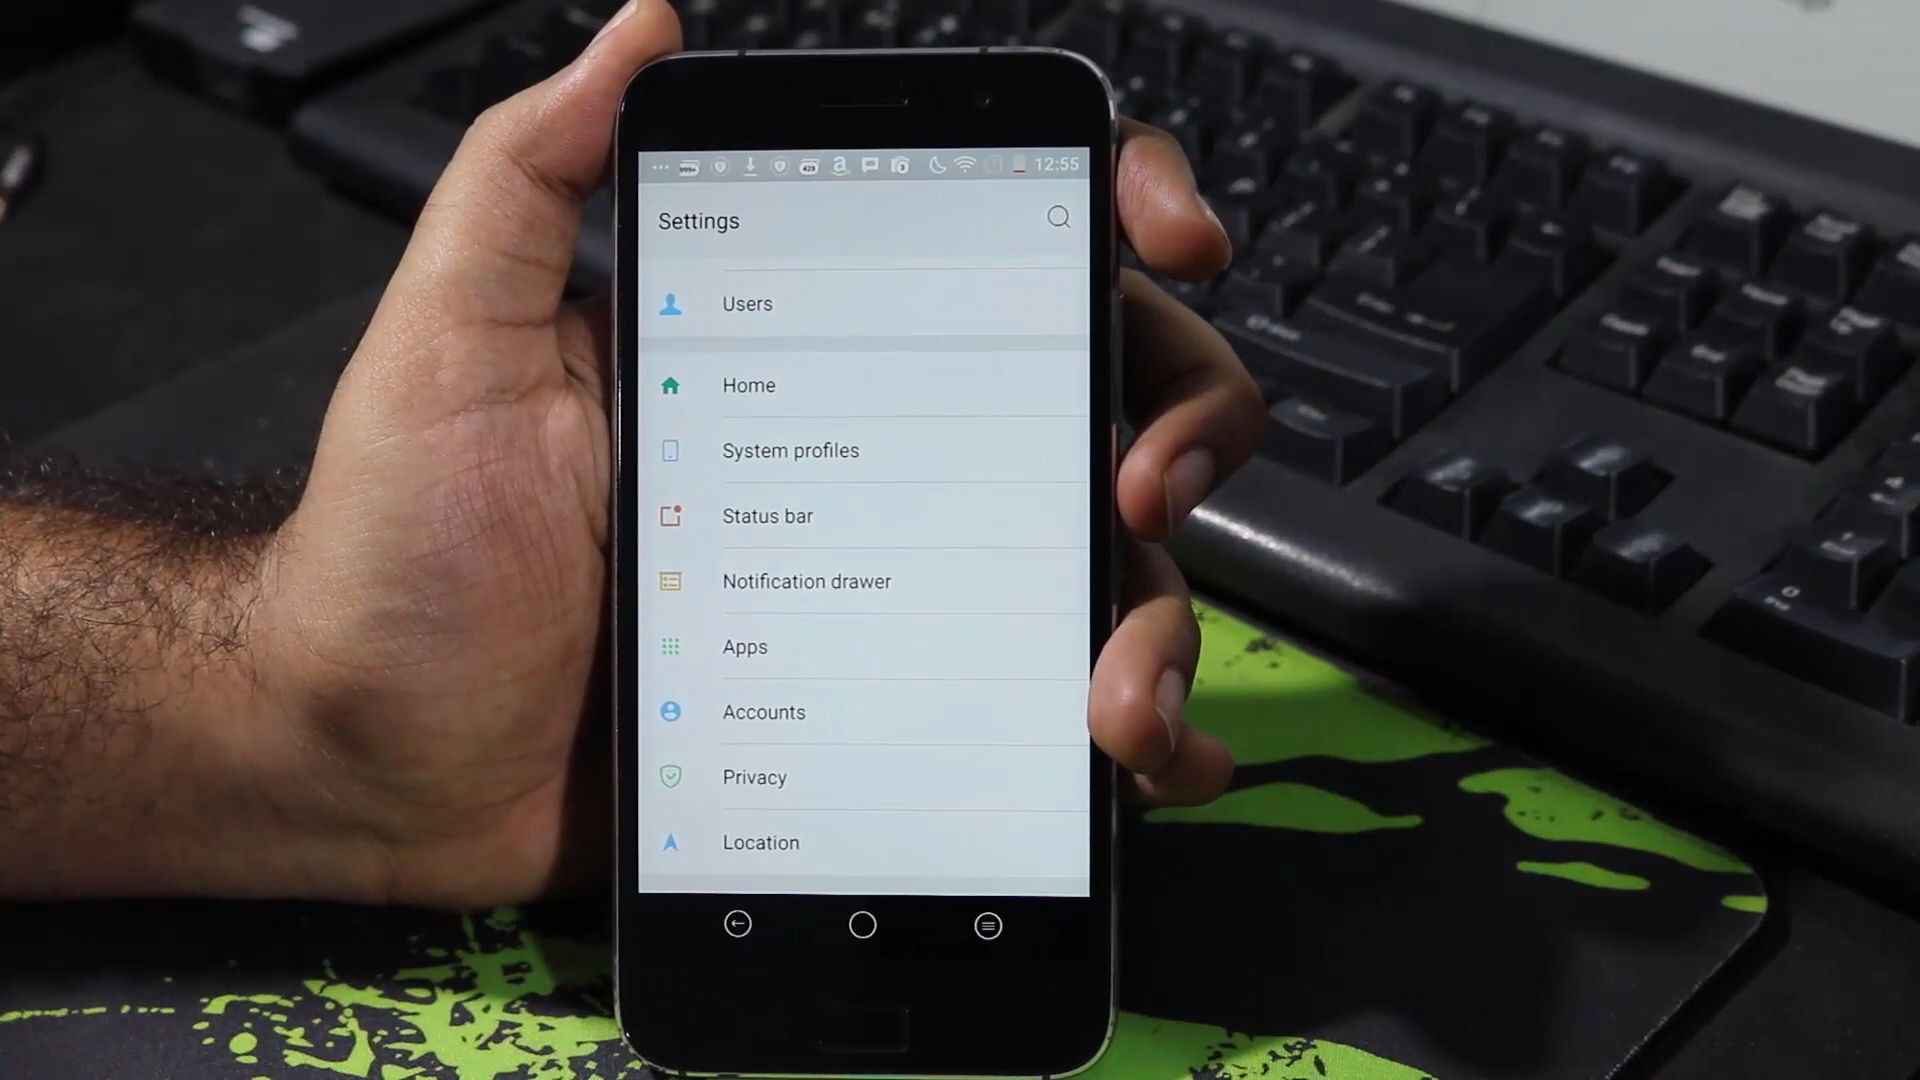 12:55
Settings
Users
Home
System profiles
Status bar
Notification drawer
Apps
Accounts
Privacy
Location